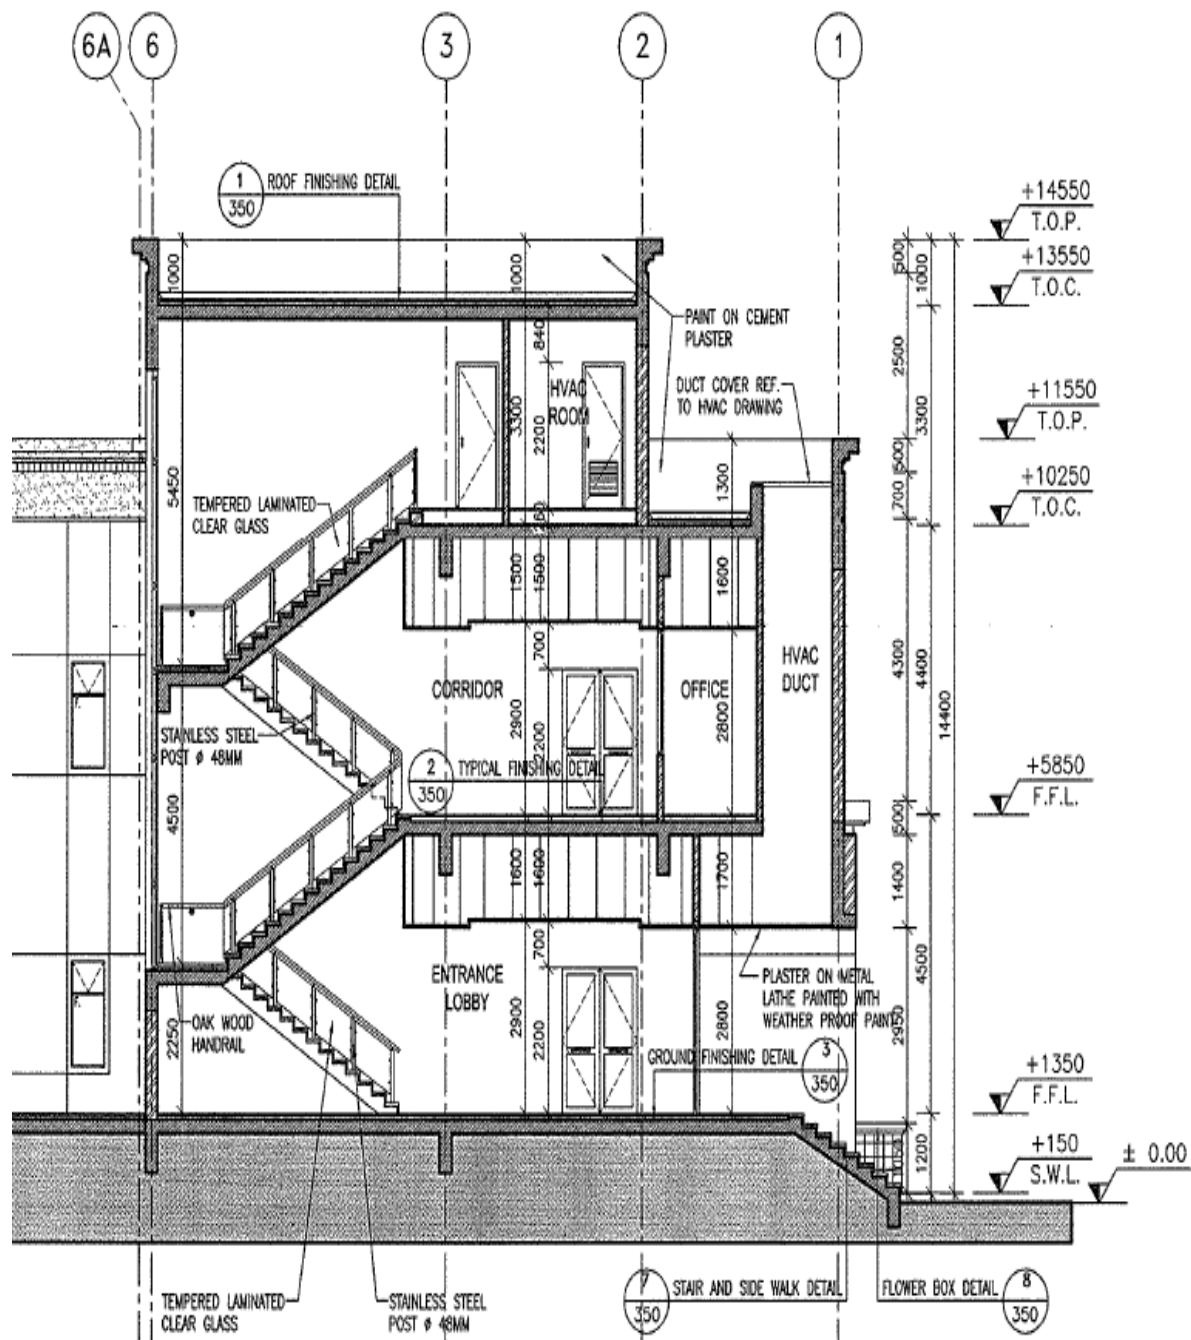 6A
6
3
2
1
1
350
ROOF FINISHING DETAIL
+14550
T.O.P.
+13550
T.O.C.
+11550
T.O.P.
+10250
T.O.C.
+5850
F.F.L.
+1350
F.F.L.
+150
S.W.L.
± 0.00
1000
1000
500
1000
840
2500
3300
PAINT ON CEMENT
PLASTER
DUCT COVER REF.
TO HVAC DRAWING
HVAC
ROOM
3300
2200
260
1300
500
700
5450
TEMPERED LAMINATED
CLEAR GLASS
1500
1500
1600
700
CORRIDOR
OFFICE
HVAC
DUCT
4300
4400
14400
2900
2200
2800
STAINLESS STEEL
POST ø 48MM
2
350
TYPICAL FINISHING DETAIL
4500
500
1600
1600
1700
1400
ENTRANCE
LOBBY
700
2900
2200
2800
4500
2950
PLASTER ON METAL
LATHE PAINTED WITH
WEATHER PROOF PAINT
OAK WOOD
HANDRAIL
2250
GROUND FINISHING DETAIL
3
350
1200
TEMPERED LAMINATED
CLEAR GLASS
STAINLESS STEEL
POST ø 48MM
7
350
STAIR AND SIDE WALK DETAIL
FLOWER BOX DETAIL
8
350